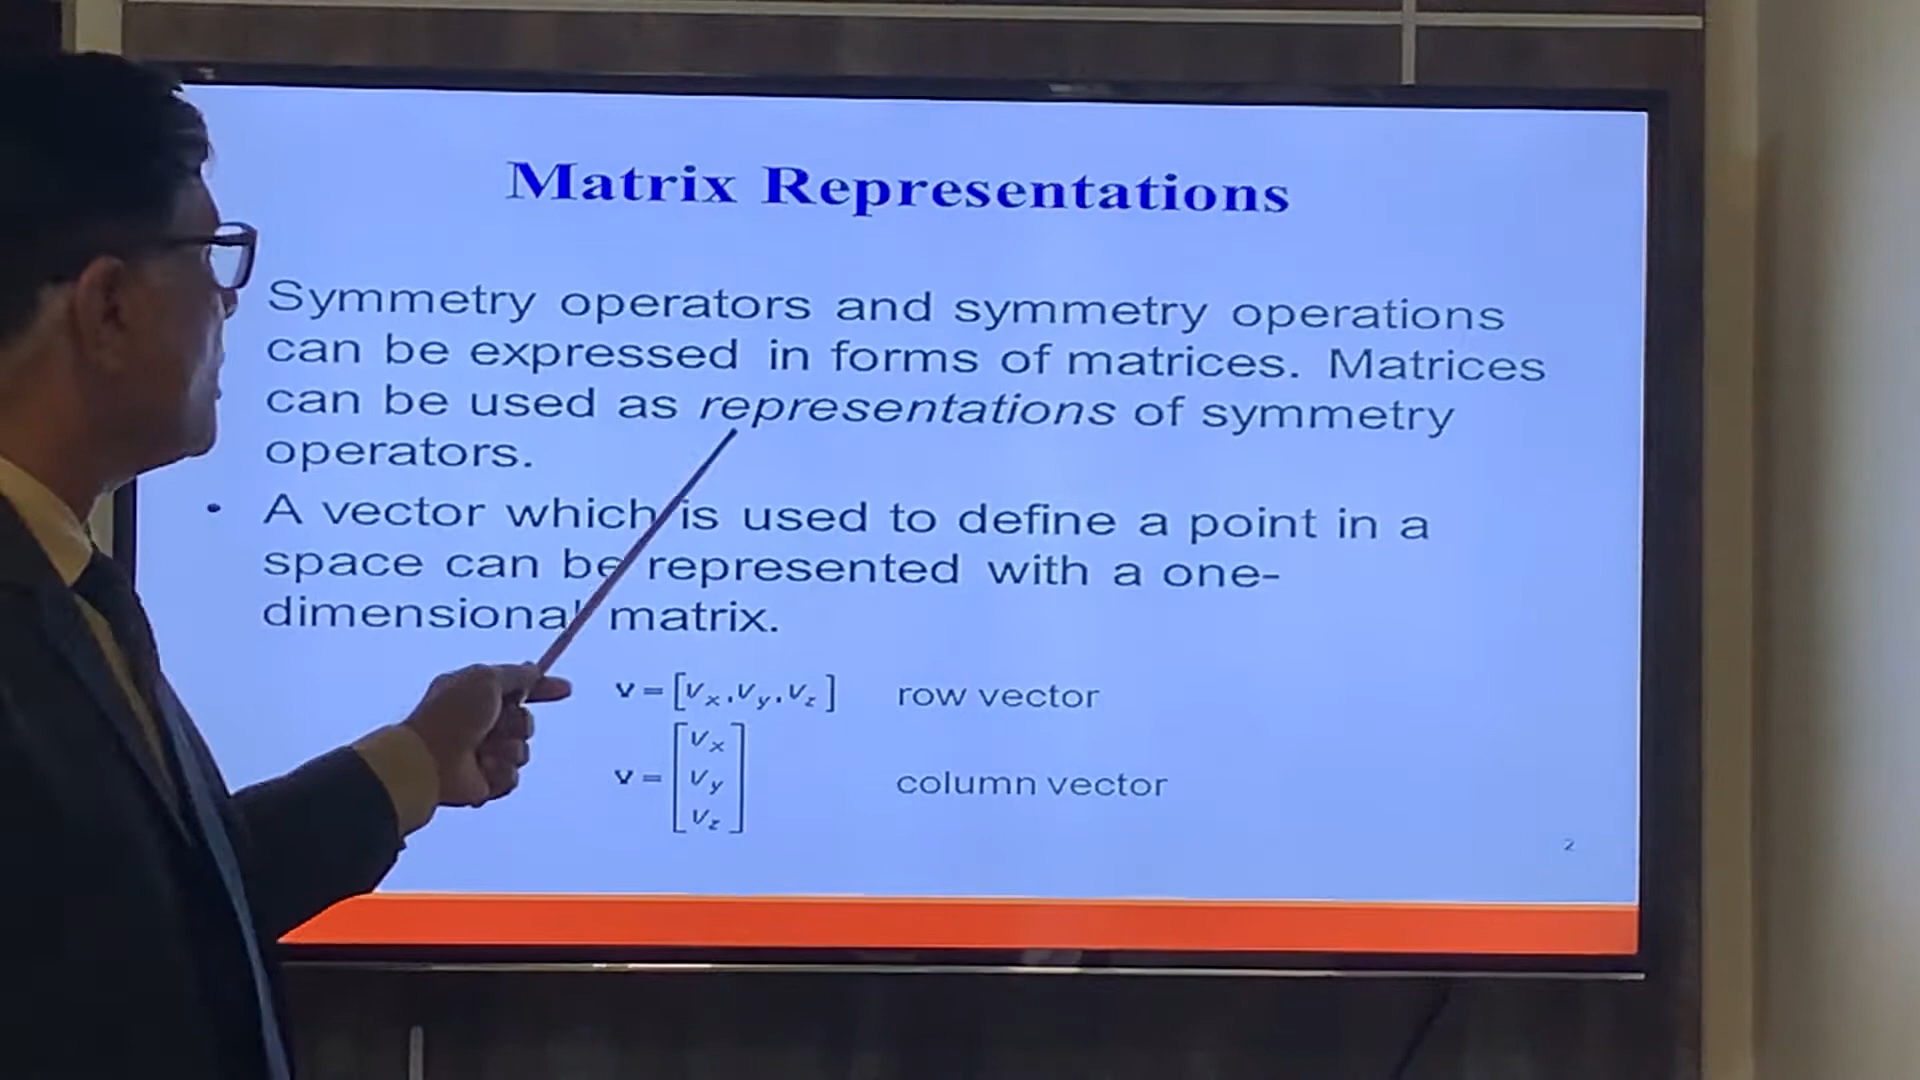 Matrix Representations
Symmetry operators and symmetry operations
can be expressed in forms of matrices. Matrices
can be used as representations of symmetry
operators.
• A vector which is used to define a point in a
space can be represented with a one-
dimensional matrix.
v = [vx, vy, vz] row vector
v = [vx
vy
vz] column vector
2